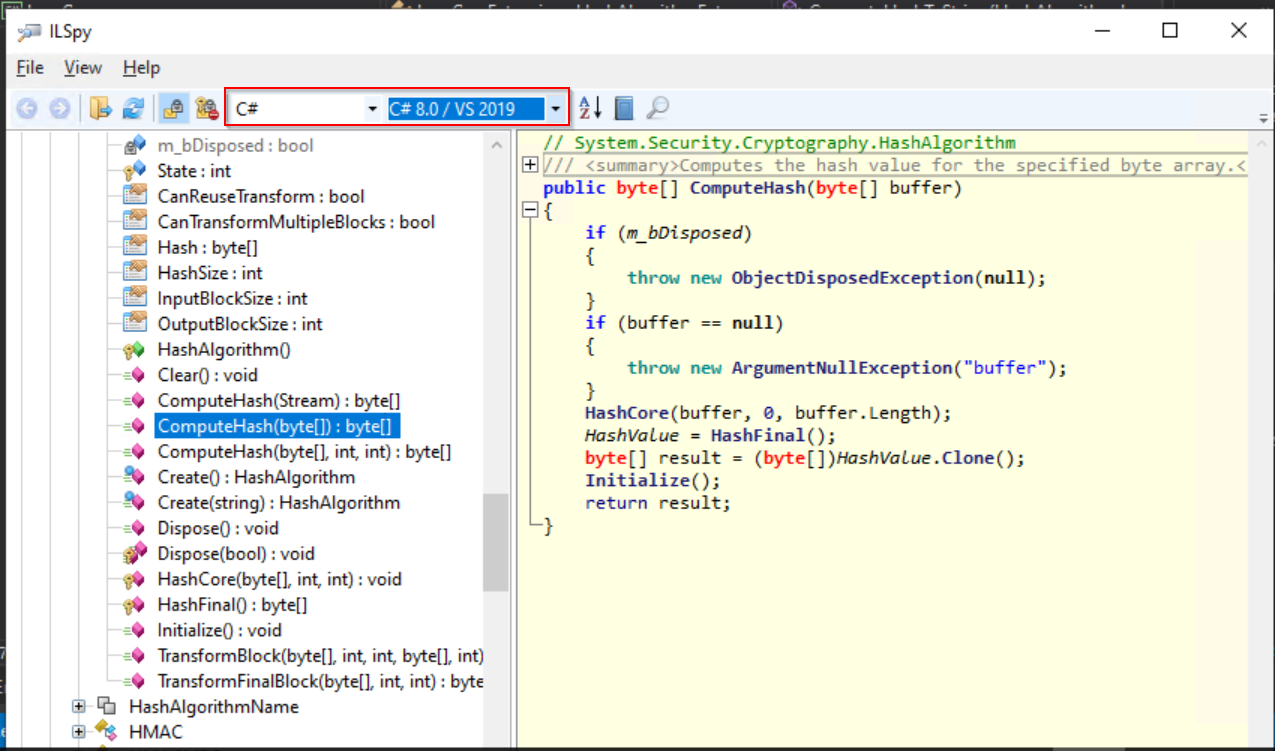 ILSpy
File View Help
C# C# 8.0 / VS 2019
m_bDisposed : bool
State : int
CanReuseTransform : bool
CanTransformMultipleBlocks : bool
Hash : byte[]
HashSize : int
InputBlockSize : int
OutputBlockSize : int
HashAlgorithm()
Clear() : void
ComputeHash(Stream) : byte[]
ComputeHash(byte[]) : byte[]
ComputeHash(byte[], int, int) : byte[]
Create() : HashAlgorithm
Create(string) : HashAlgorithm
Dispose() : void
Dispose(bool) : void
HashCore(byte[], int, int) : void
HashFinal() : byte[]
Initialize() : void
TransformBlock(byte[], int, int, byte[], int)
TransformFinalBlock(byte[], int, int) : byte
HashAlgorithmName
HMAC
// System.Security.Cryptography.HashAlgorithm
/// <summary>Computes the hash value for the specified byte array.<
public byte[] ComputeHash(byte[] buffer)
{
if (m_bDisposed)
{
throw new ObjectDisposedException(null);
}
if (buffer == null)
{
throw new ArgumentNullException("buffer");
}
HashCore(buffer, 0, buffer.Length);
HashValue = HashFinal();
byte[] result = (byte[])HashValue.Clone();
Initialize();
return result;
}